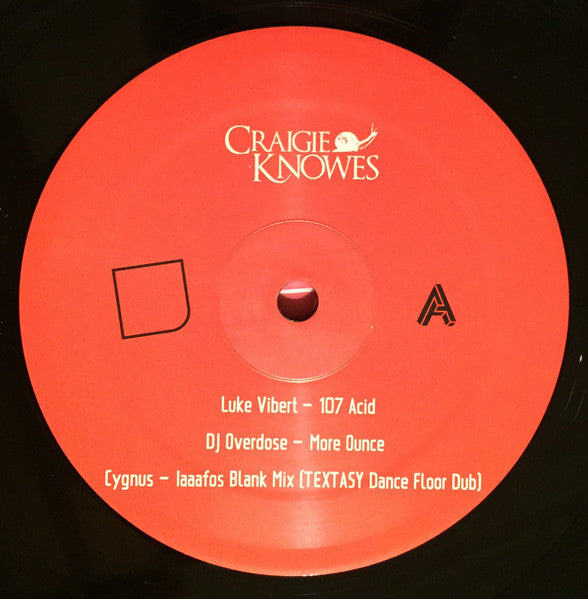 CRAIGIE
KNOWES
A
Luke Vibert – 107 Acid
DJ Overdose – More Ounce
Cygnus – Iaaafos Blank Mix (TEXTASY Dance Floor Dub)